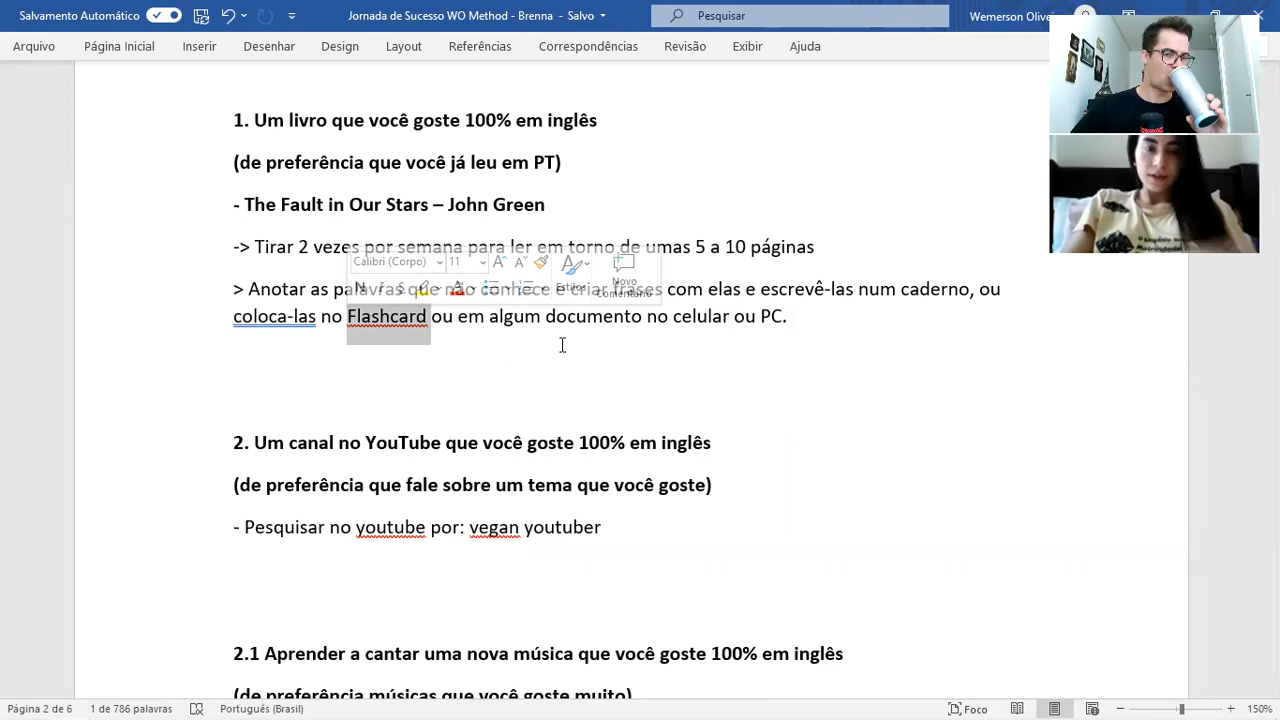 Salvamento Automático
Jornada de Sucesso WO Method - Brenna - Salvo
Pesquisar
Wemerson
Arquivo Página Inicial Inserir Desenhar Design Layout Referências Correspondências Revisão Exibir Ajuda
1. Um livro que você goste 100% em inglês
(de preferência que você já leu em PT)
- The Fault in Our Stars – John Green
-> Tirar 2 vezes por semana para ler em torno de umas 5 a 10 páginas
Calibri (Corpo) 11
Estilos
Novo
Comentário
> Anotar as palavras que não conhece e criar frases com elas e escrevê-las num caderno, ou
coloca-las no Flashcard ou em algum documento no celular ou PC.
2. Um canal no YouTube que você goste 100% em inglês
(de preferência que fale sobre um tema que você goste)
- Pesquisar no youtube por: vegan youtuber
2.1 Aprender a cantar uma nova música que você goste 100% em inglês
(de preferência músicas que você goste muito)
Página 2 de 6 1 de 786 palavras Português (Brasil) Foco 150%